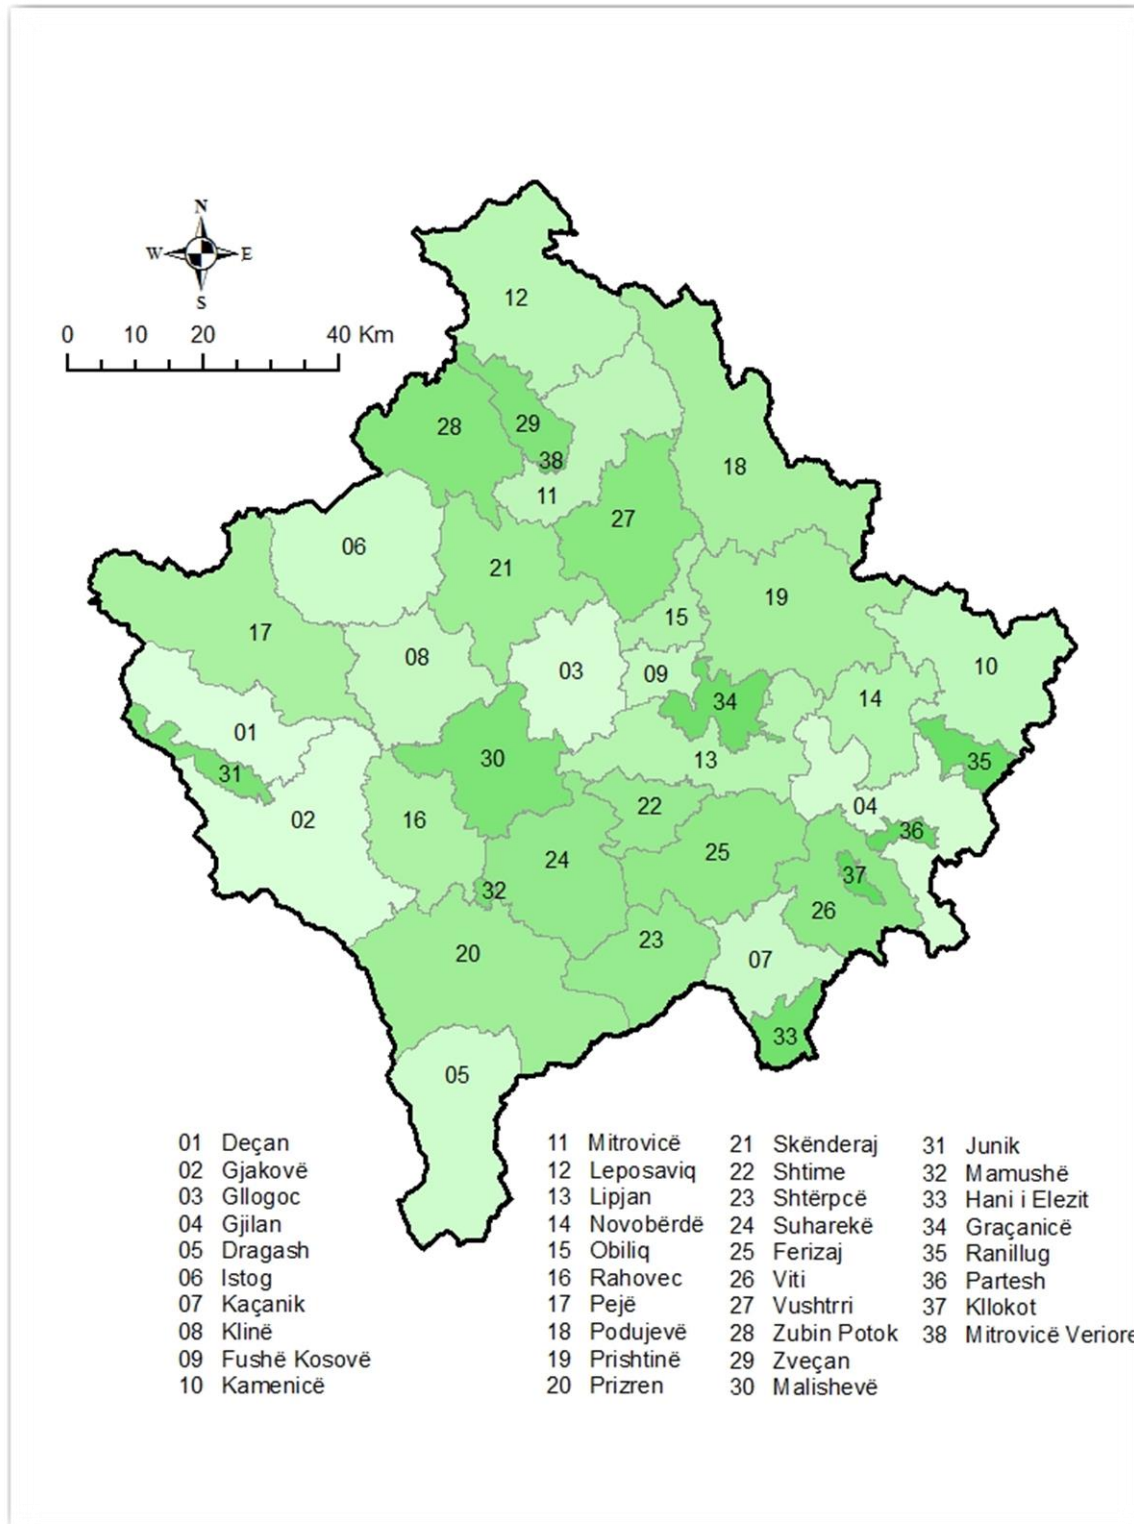 N
W E
S
0 10 20 40 Km
12
28
29
38
18
11
27
06
21
19
15
17
08
03
09
10
34
14
01
30
13
31
35
02
16
22
04
36
24
25
37
32
26
20
23
07
33
05
01 Deçan
02 Gjakovë
03 Gllogoc
04 Gjilan
05 Dragash
06 Istog
07 Kaçanik
08 Klinë
09 Fushë Kosovë
10 Kamenicë
11 Mitrovicë
12 Leposaviq
13 Lipjan
14 Novobërdë
15 Obiliq
16 Rahovec
17 Pejë
18 Podujevë
19 Prishtinë
20 Prizren
21 Skënderaj
22 Shtime
23 Shtërpcë
24 Suharekë
25 Ferizaj
26 Viti
27 Vushtrri
28 Zubin Potok
29 Zveçan
30 Malishevë
31 Junik
32 Mamushë
33 Hani i Elezit
34 Graçanicë
35 Ranillug
36 Partesh
37 Kllokot
38 Mitrovicë Veriore